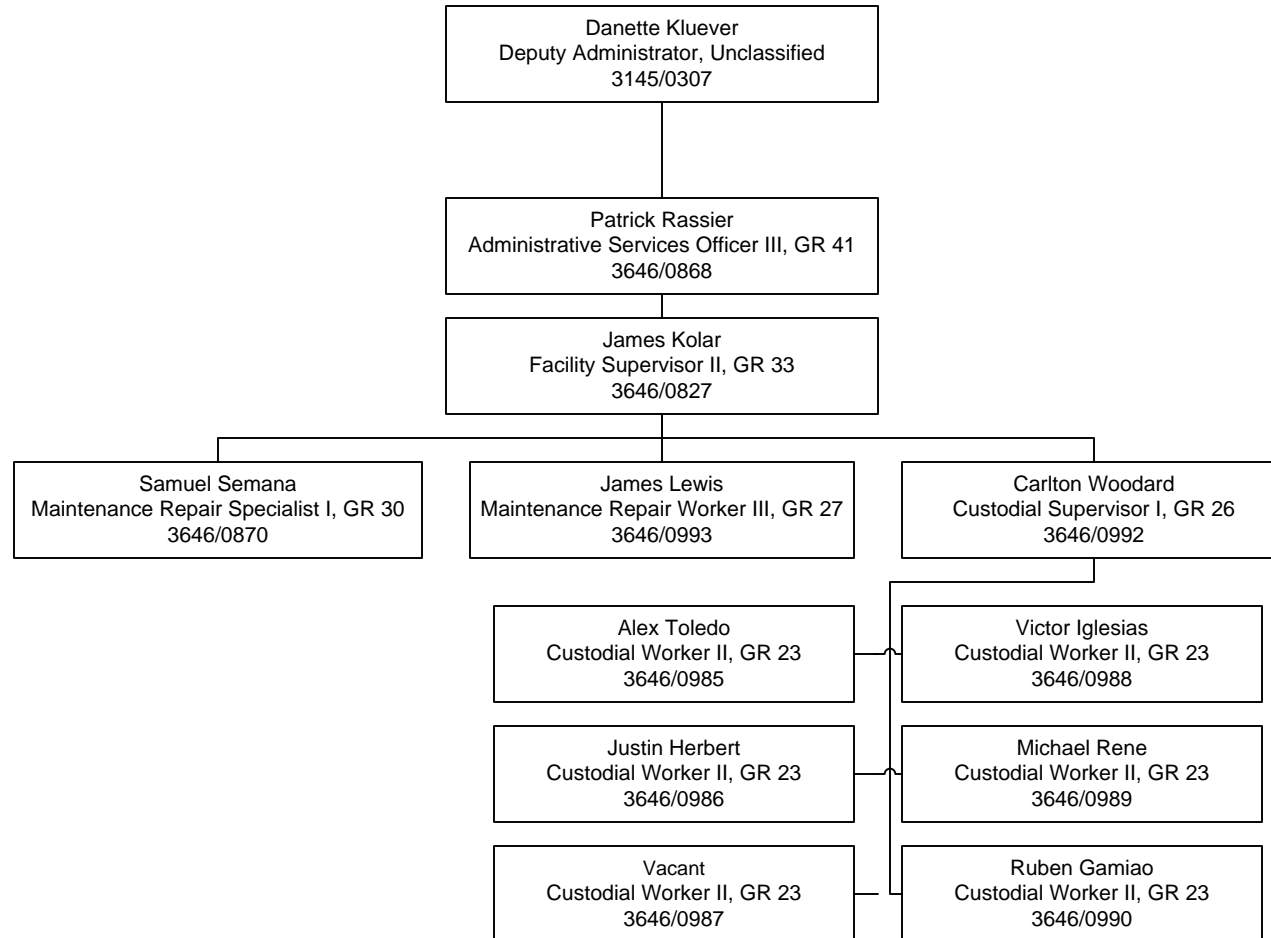 Danette Kluever
Deputy Administrator, Unclassified
3145/0307
Patrick Rassier
Administrative Services Officer III, GR 41
3646/0868
James Kolar
Facility Supervisor II, GR 33
3646/0827
Samuel Semana
Maintenance Repair Specialist I, GR 30
3646/0870
James Lewis
Maintenance Repair Worker III, GR 27
3646/0993
Carlton Woodard
Custodial Supervisor I, GR 26
3646/0992
Alex Toledo
Custodial Worker II, GR 23
3646/0985
Victor Iglesias
Custodial Worker II, GR 23
3646/0988
Justin Herbert
Custodial Worker II, GR 23
3646/0986
Michael Rene
Custodial Worker II, GR 23
3646/0989
Vacant
Custodial Worker II, GR 23
3646/0987
Ruben Gamiao
Custodial Worker II, GR 23
3646/0990